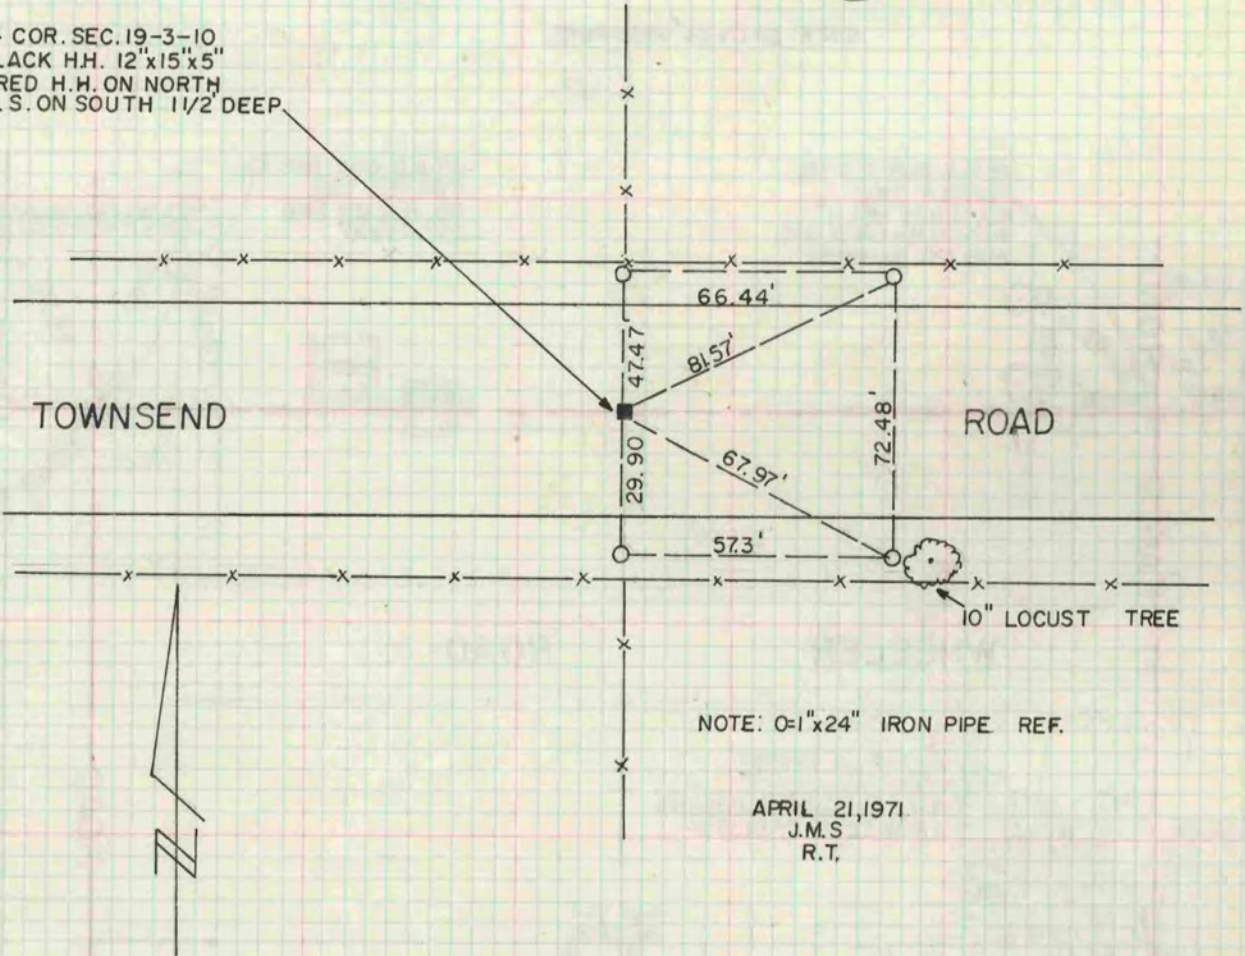 COR. SEC. 19-3-10
LACK H.H. 12"x15"x5"
RED H.H. ON NORTH
S. ON SOUTH 1 1/2' DEEP
66.44'
47.47'
81.57'
TOWNSEND
ROAD
72.48'
29.90
67.97'
57.3'
10" LOCUST TREE
NOTE: O=1"x24" IRON PIPE REF.
N
APRIL 21, 1971
J.M.S
R.T.